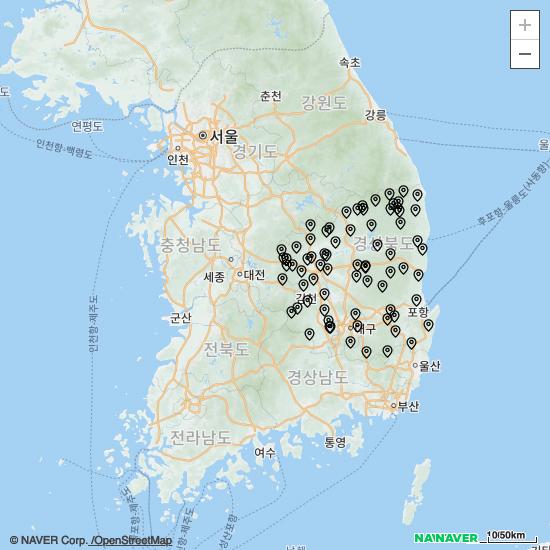 +
−
속초
춘천
강원도
강릉
도
연평도
서울
울
인천
경기도
인천항-백령도
후포항-울릉도(사동항)
충청남도
경상북도
세종
대전
김천
포항
군산
대구
인천항-제주도
전북도
경상남도
울산
부산
전라남도
통영
여수
© NAVER Corp. /OpenStreetMap
NAVER
10/50km